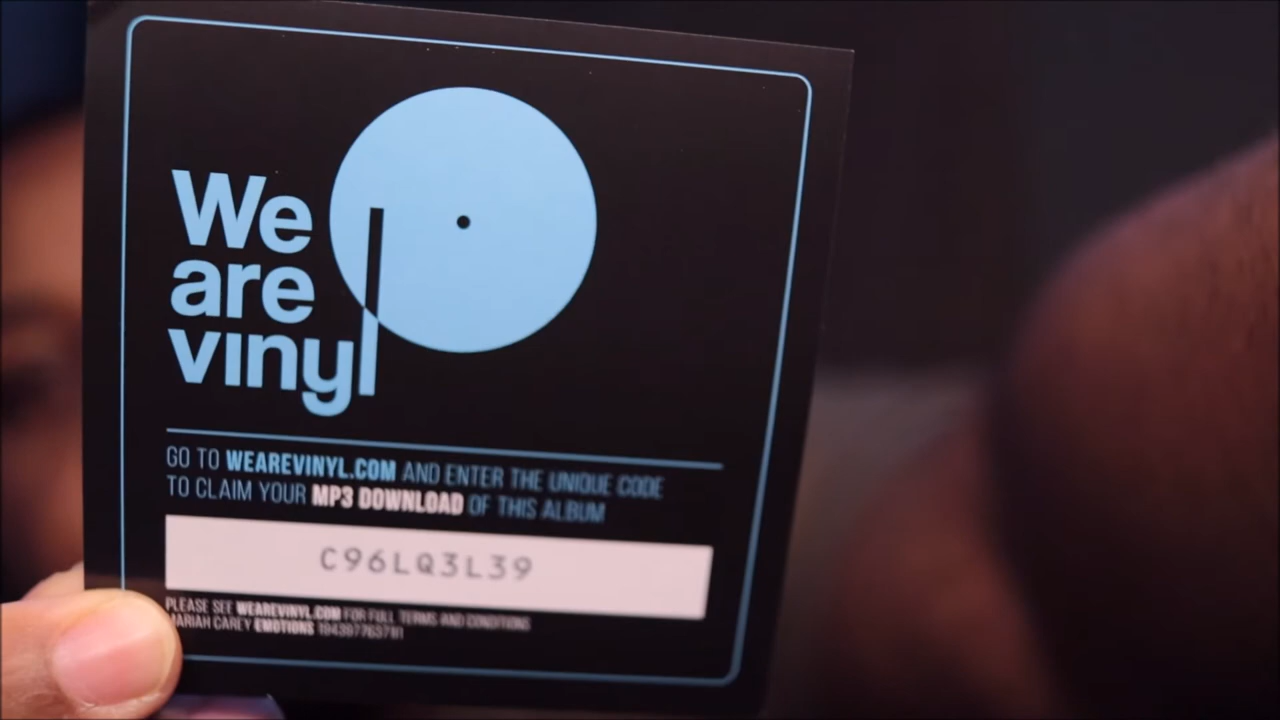 We
are
vinyl
GO TO WEAREVINYL.COM AND ENTER THE UNIQUE CODE
TO CLAIM YOUR MP3 DOWNLOAD OF THIS ALBUM
C96LQ3L39
PLEASE SEE WEAREVINYL.COM FOR FULL TERMS AND CONDITIONS
MARIAH CAREY EMOTIONS